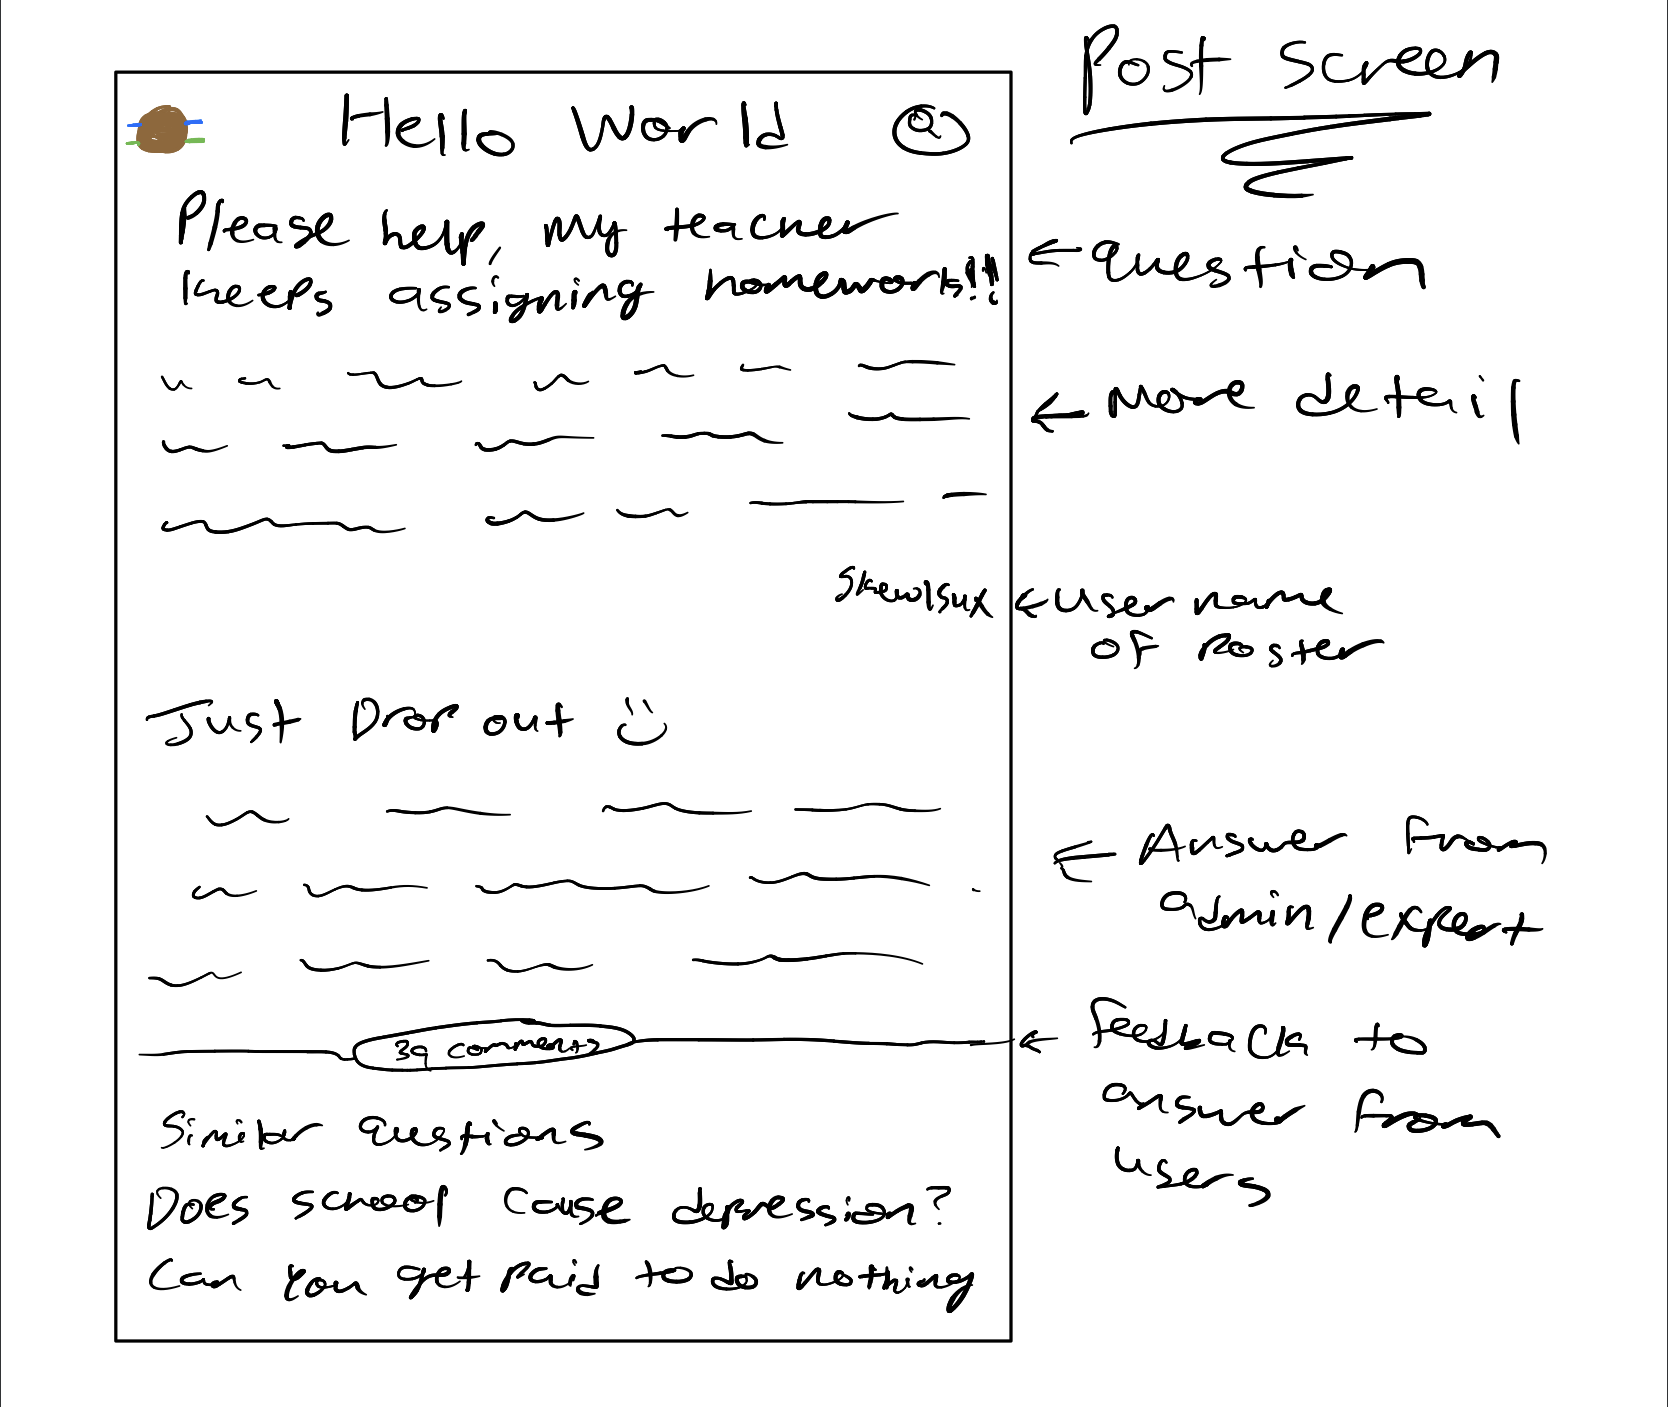 Post Screen
Hello World
Please help, my teacher
keeps assigning homework!!!
← question
← More detail
Skewlsux
← Username
of Poster
Just Drop out
← Answer from
admin/expert
39 comments
← feedback to
answer from
users
Similar questions
Does school cause depression?
Can you get paid to do nothing